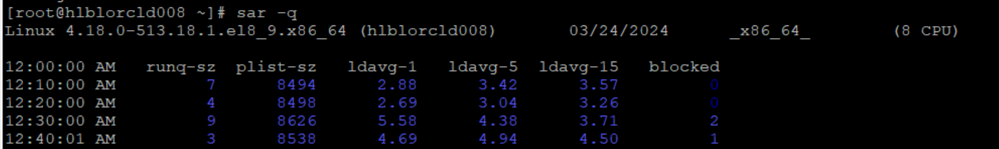 [root@hlblorcld008 ~]# sar -q
Linux 4.18.0-513.18.1.el8_9.x86_64 (hlblorcld008) 03/24/2024 _x86_64_ (8 CPU)
12:00:00 AM runq-sz plist-sz ldavg-1 ldavg-5 ldavg-15 blocked
12:10:00 AM 7 8494 2.88 3.42 3.57 0
12:20:00 AM 4 8498 2.69 3.04 3.26 0
12:30:00 AM 9 8626 5.58 4.38 3.71 2
12:40:01 AM 3 8538 4.69 4.94 4.50 1